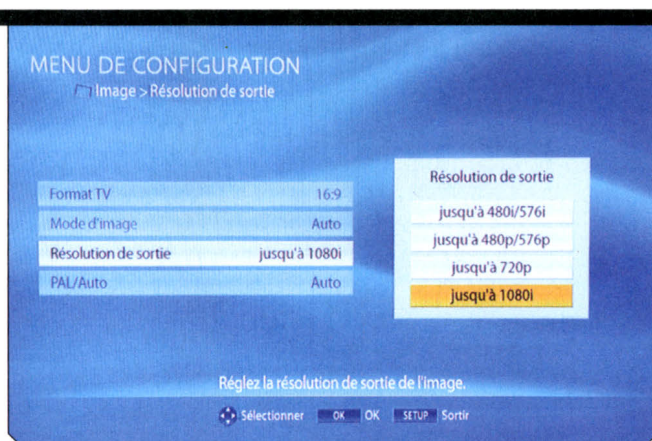 MENU DE CONFIGURATION
Image > Résolution de sortie
Format TV 16:9
Mode d'image Auto
Résolution de sortie jusqu'à 1080i
PAL/Auto Auto
Résolution de sortie
jusqu'à 480i/576i
jusqu'à 480p/576p
jusqu'à 720p
jusqu'à 1080i
Réglez la résolution de sortie de l'image.
Sélectionner OK OK SETUP Sortir